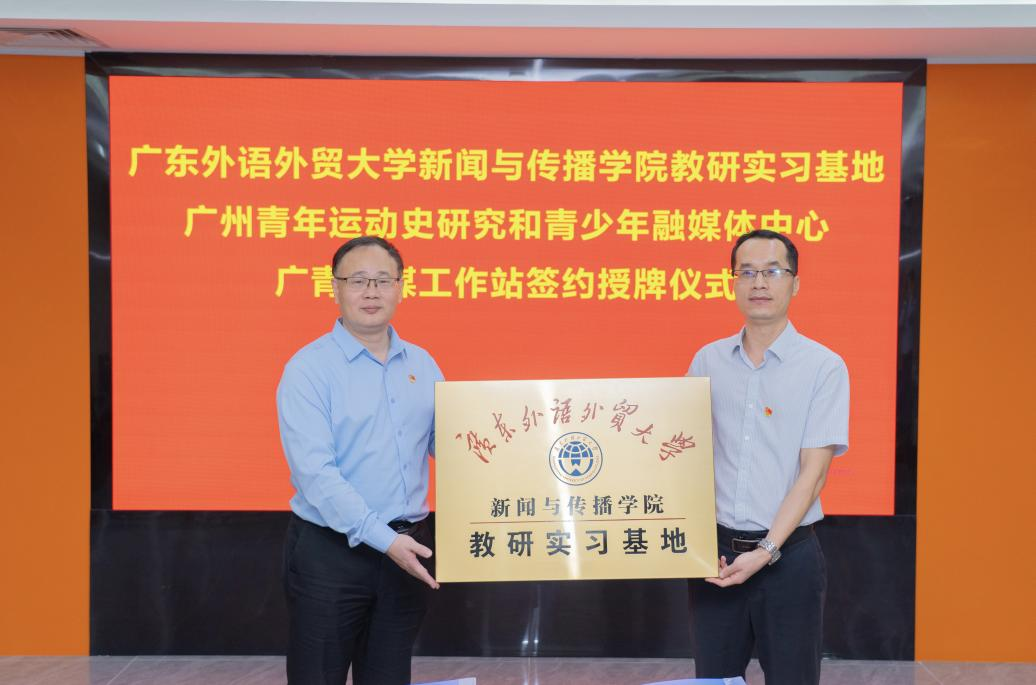 广东外语外贸大学新闻与传播学院教研实习基地
广州青年运动史研究和青少年融媒体中心
广青 媒工作站签约授牌仪式
广东外语外贸大学
新闻与传播学院
教研实习基地